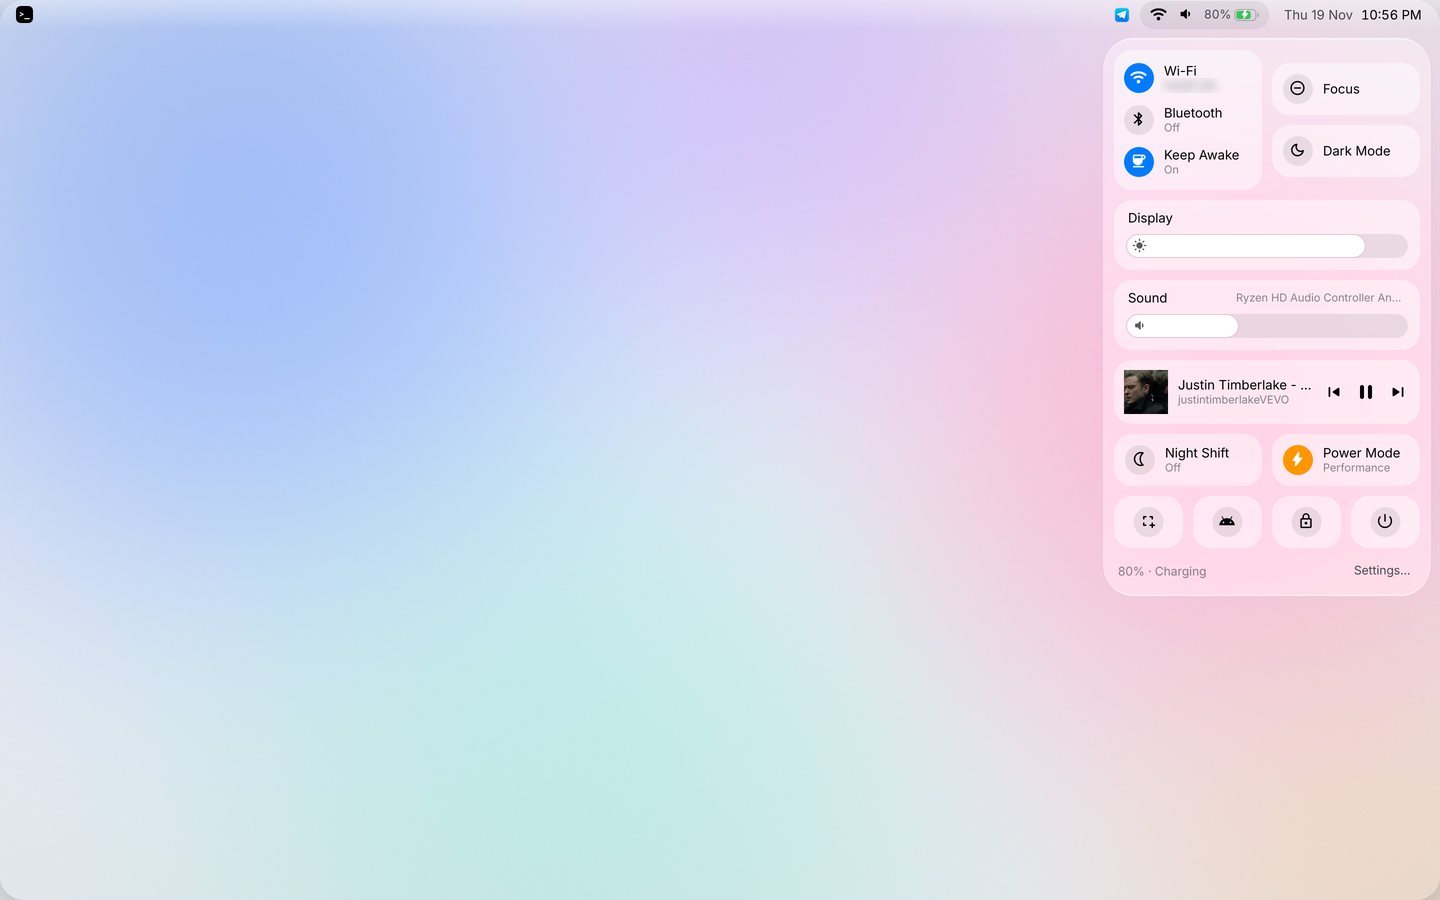 80%
Thu 19 Nov 10:56 PM
Wi-Fi
Bluetooth
Off
Keep Awake
On
Focus
Dark Mode
Display
Sound
Ryzen HD Audio Controller An...
Justin Timberlake - ...
justintimberlakeVEVO
Night Shift
Off
Power Mode
Performance
80% · Charging
Settings...